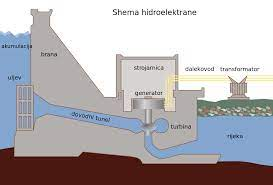 Shema hidroelektrane
akumulacija
brana
uljev
strojarnica
dalekovod
transformator
generator
dovodni tunel
turbina
rijeka